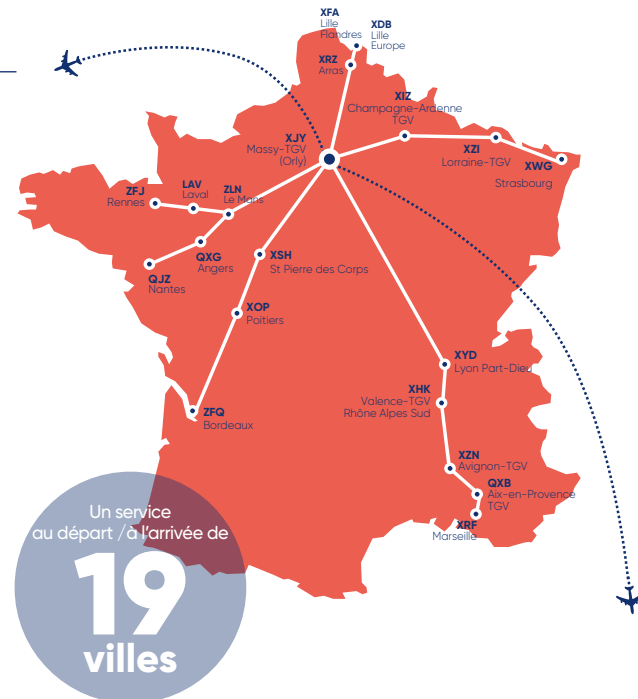 XFA
Lille
Flandres
XDB
Lille
Europe
XRZ
Arras
XIZ
Champagne-Ardenne
TGV
XJY
Massy-TGV
(Orly)
XZI
Lorraine-TGV
XWG
Strasbourg
ZFJ
Rennes
LAV
Laval
ZLN
Le Mans
QXG
Angers
QJZ
Nantes
XSH
St Pierre des Corps
XOP
Poitiers
XYD
Lyon Part-Dieu
XHK
Valence-TGV
Rhône Alpes Sud
ZFQ
Bordeaux
XZN
Avignon-TGV
QXB
Aix-en-Provence
TGV
XRF
Marseille
Un service
au départ /à l'arrivée de
19
villes